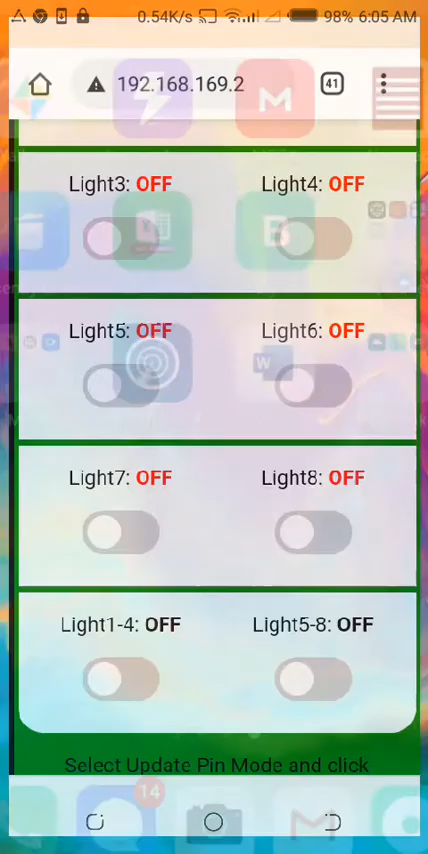 0.54K/s 98% 6:05 AM
192.168.169.2 41
Light3: OFF Light4: OFF
Light5: OFF Light6: OFF
Light7: OFF Light8: OFF
Light1-4: OFF Light5-8: OFF
Select Update Pin Mode and click
14